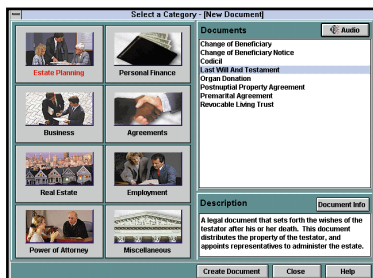 Select a Category - [New Document]
Estate Planning
Personal Finance
Business
Agreements
Real Estate
Employment
Power of Attorney
Miscellaneous
Documents
Audio
Change of Beneficiary
Change of Beneficiary Notice
Codicil
Last Will And Testament
Organ Donation
Postnuptial Property Agreement
Premarital Agreement
Revocable Living Trust
Description
Document Info
A legal document that sets forth the wishes of the
testator after his or her death. This document
distributes the property of the testator, and
appoints representatives to administer the estate.
Create Document
Close
Help